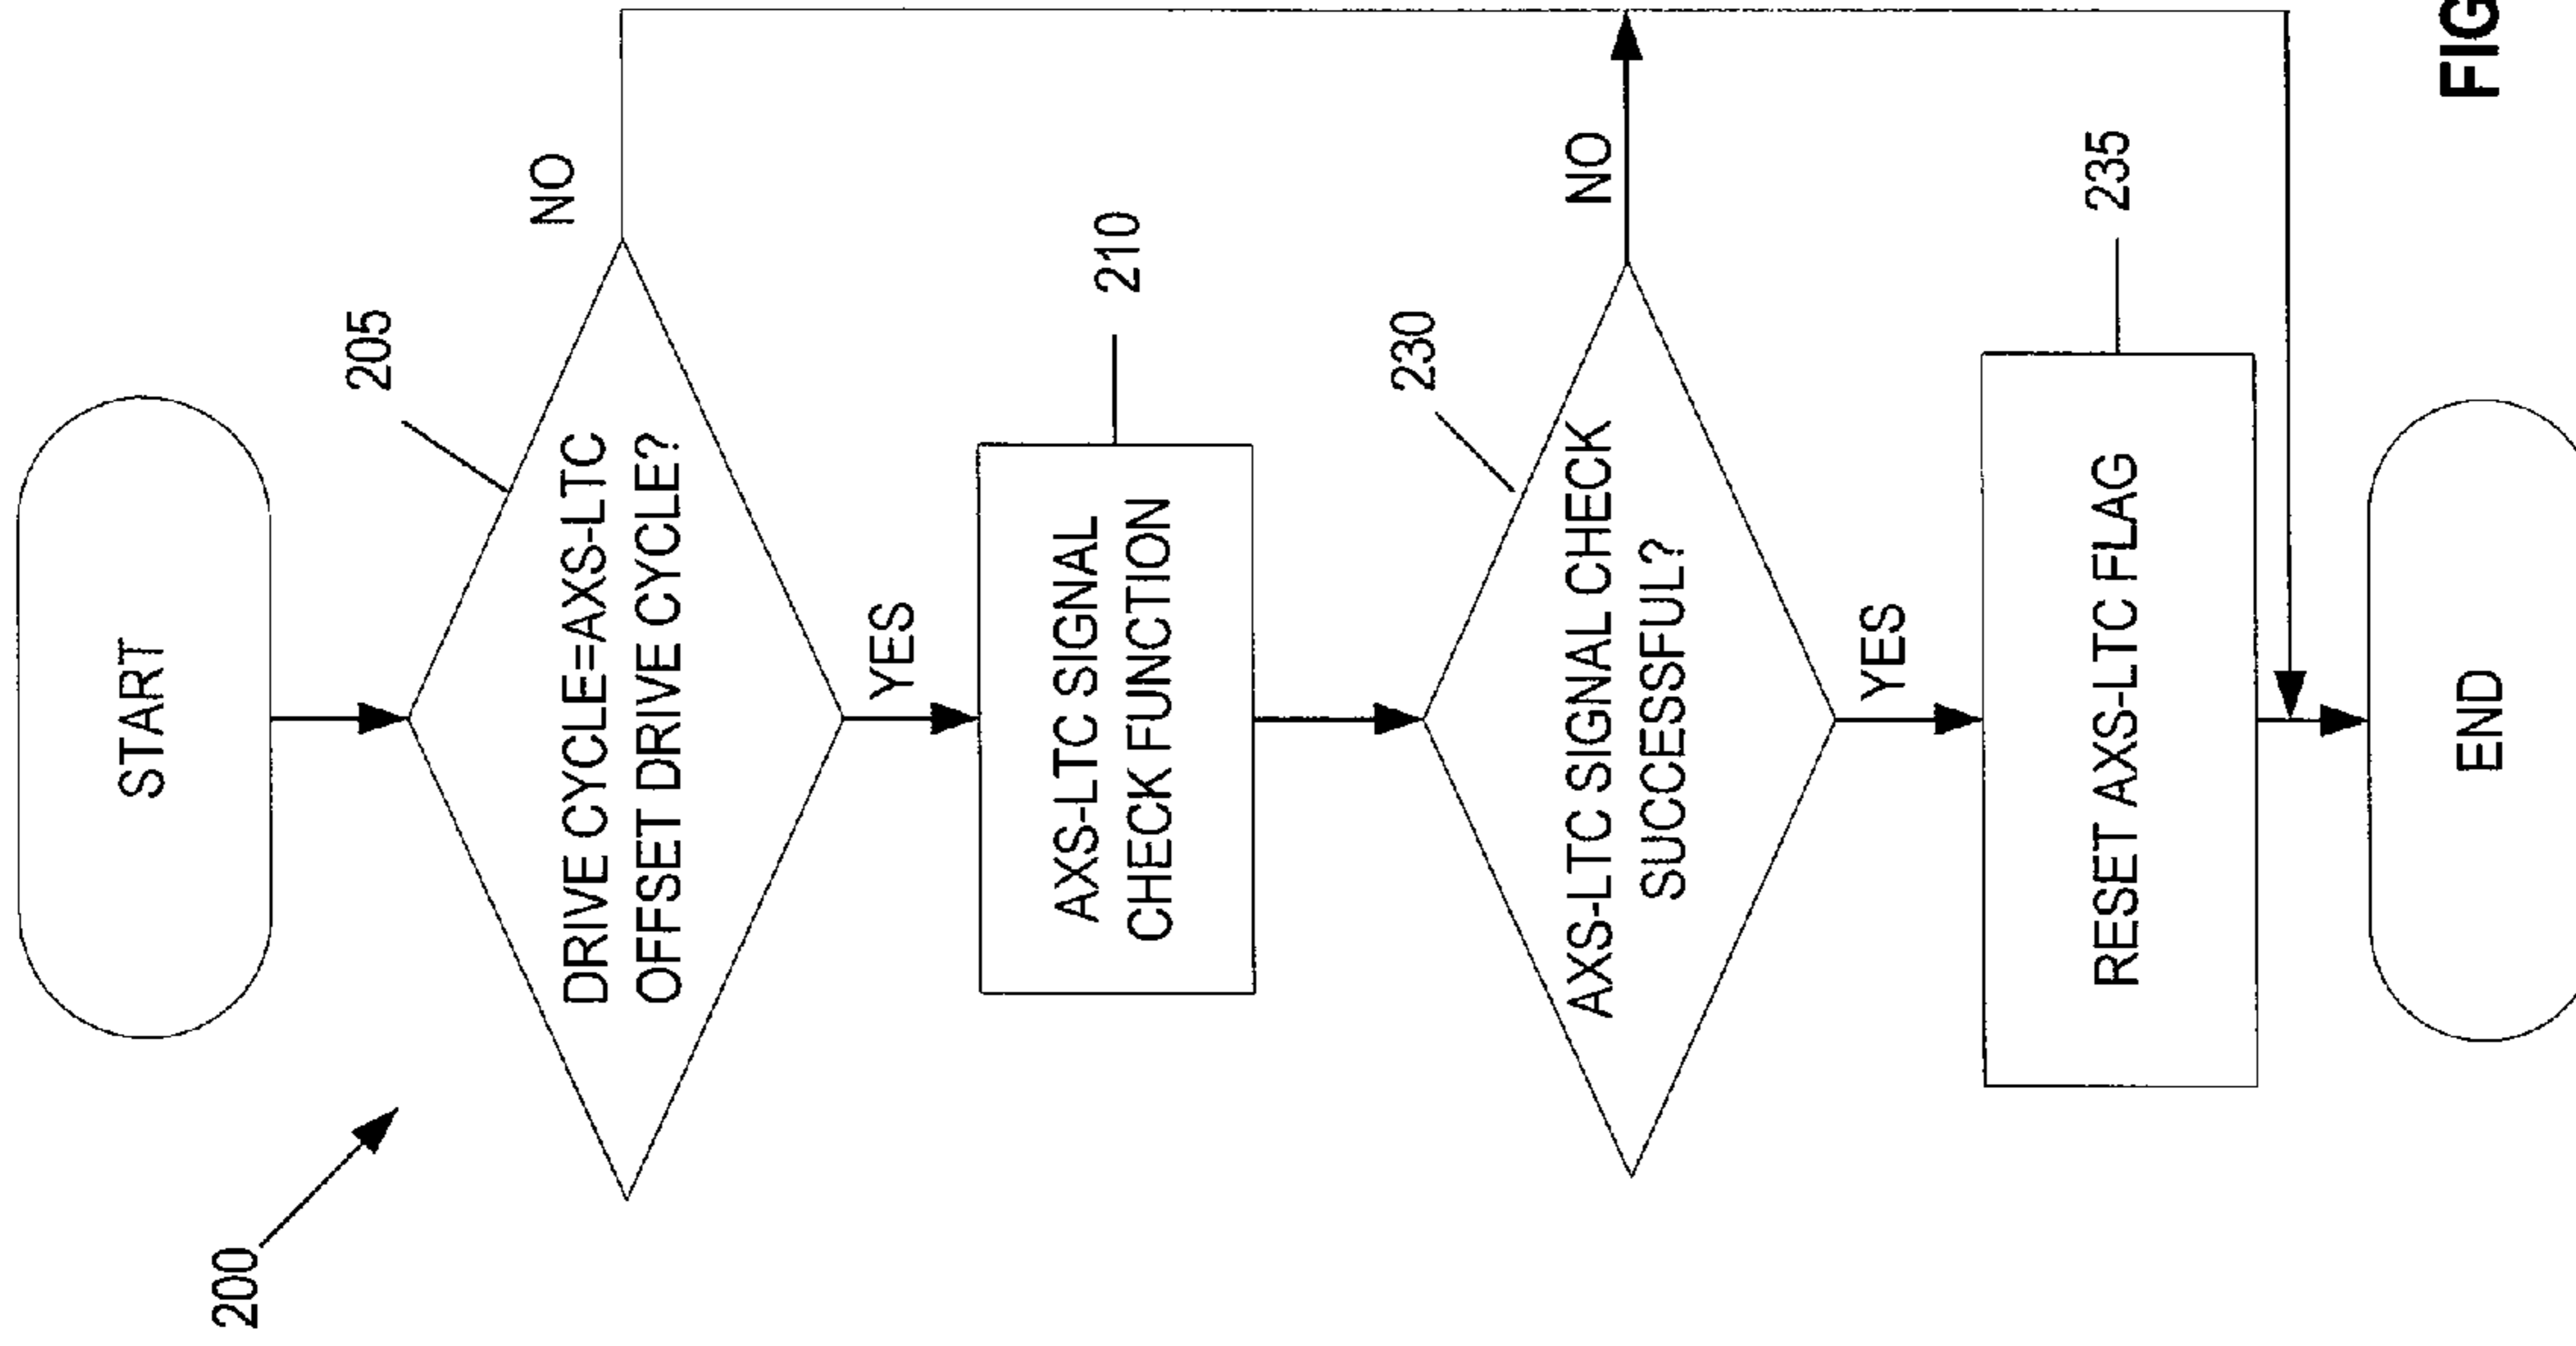 200
START
205
DRIVE CYCLE=AXS-LTC
OFFSET DRIVE CYCLE?
NO
YES
AXS-LTC SIGNAL
CHECK FUNCTION
210
230
AXS-LTC SIGNAL CHECK
SUCCESSFUL?
NO
YES
RESET AXS-LTC FLAG
235
END
FIG